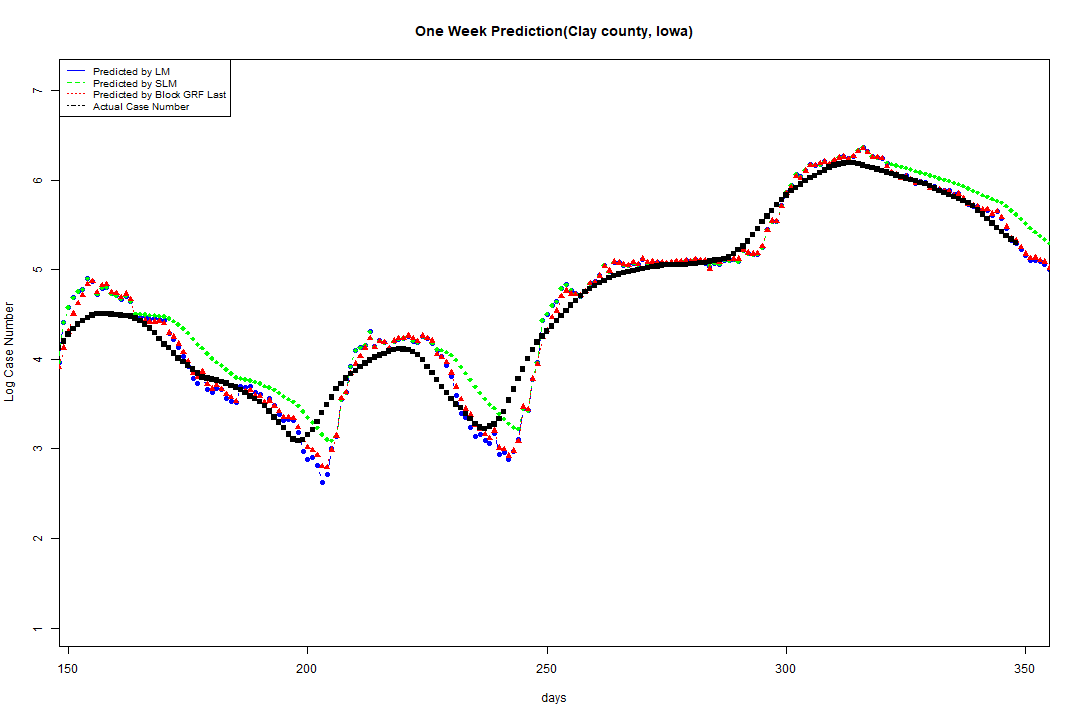 One Week Prediction(Clay county, Iowa)
Predicted by LM
Predicted by SLM
Predicted by Block GRF Last
Actual Case Number
Log Case Number
7
6
5
4
3
2
1
150 200 250 300 350
days